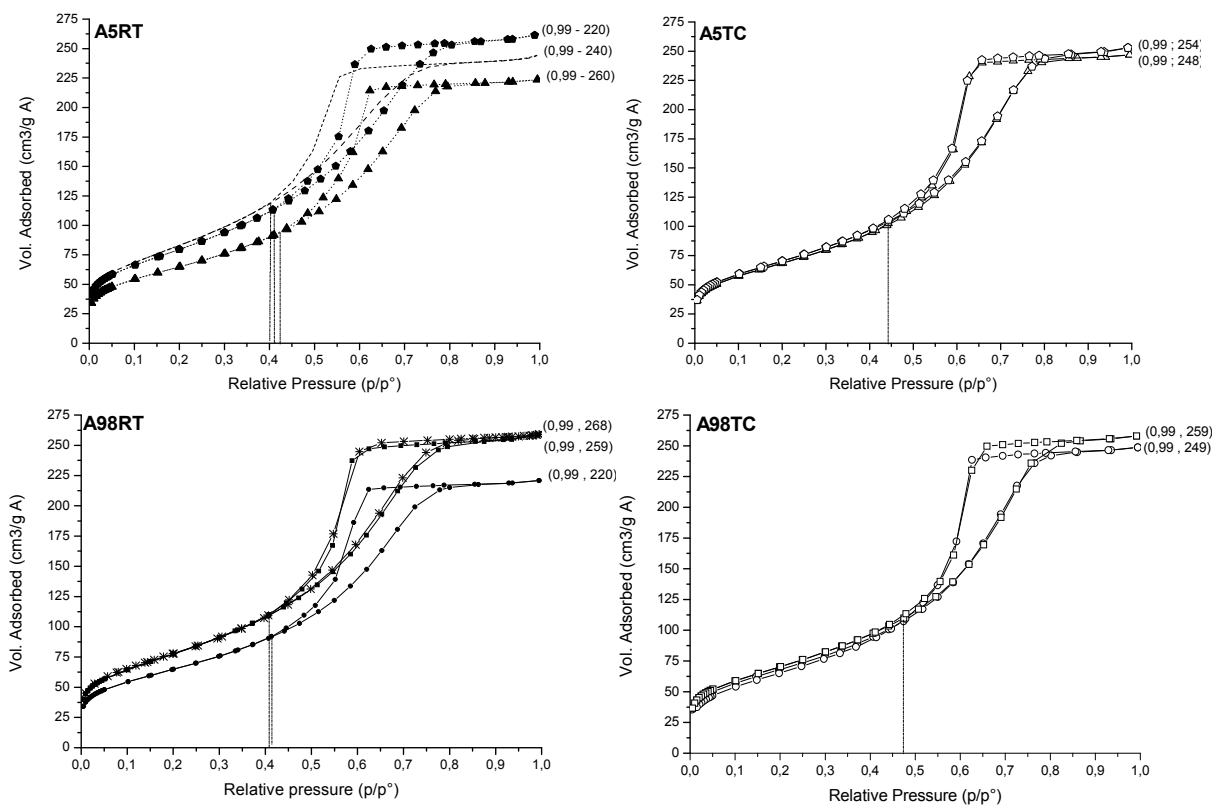 A5RT
275
250
225
200
175
150
125
100
75
50
25
0
Vol. Adsorbed (cm3/g A)
(0,99 - 220)
(0,99 - 240)
(0,99 - 260)
0,0 0,1 0,2 0,3 0,4 0,5 0,6 0,7 0,8 0,9 1,0
Relative Pressure (p/p°)
A5TC
275
250
225
200
175
150
125
100
75
50
25
0
Vol. Adsorbed (cm3/g A)
(0,99 ; 254)
(0,99 ; 248)
0,0 0,1 0,2 0,3 0,4 0,5 0,6 0,7 0,8 0,9 1,0
Relative Pressure (p/p°)
A98RT
275
250
225
200
175
150
125
100
75
50
25
0
Vol. Adsorbed (cm3/g A)
(0,99 , 268)
(0,99 , 259)
(0,99 , 220)
0,0 0,1 0,2 0,3 0,4 0,5 0,6 0,7 0,8 0,9 1,0
Relative pressure (p/p°)
A98TC
275
250
225
200
175
150
125
100
75
50
25
0
Vol. Adsorbed (cm3/g A)
(0,99 , 259)
(0,99 , 249)
0,0 0,1 0,2 0,3 0,4 0,5 0,6 0,7 0,8 0,9 1,0
Relative Pressure (p/p°)